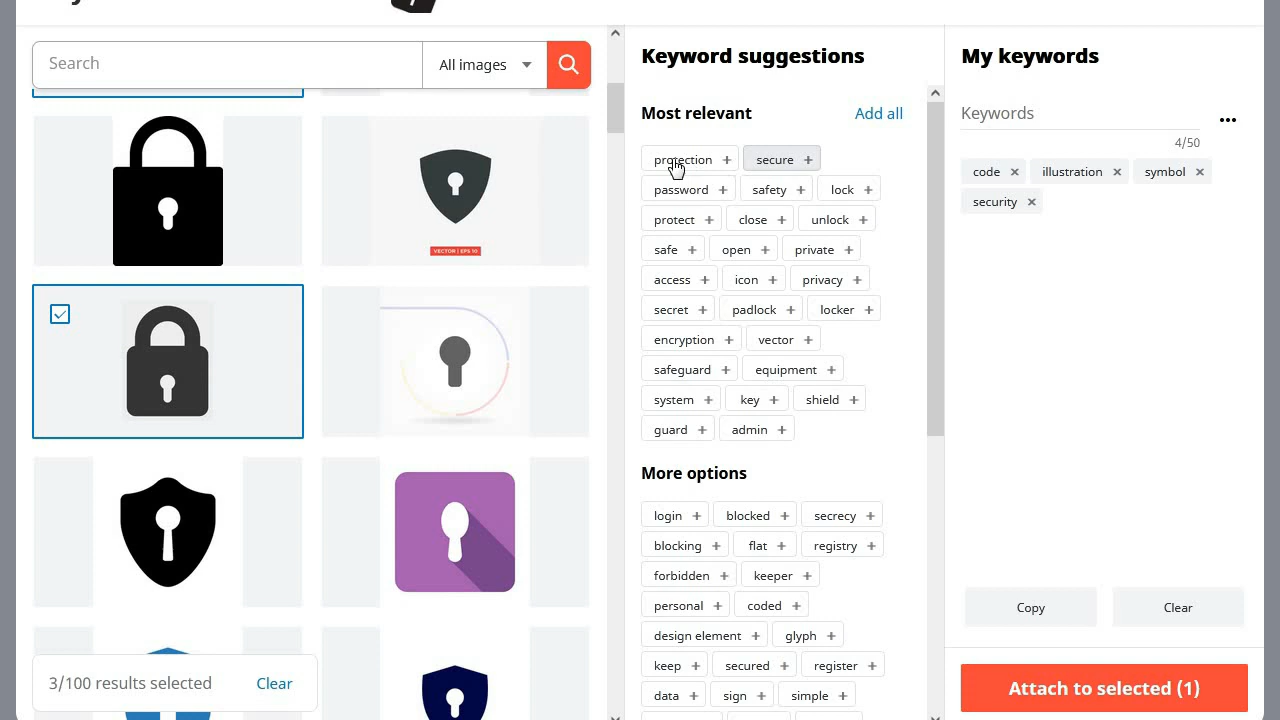 Search
All images
VECTOR | EPS 10
3/100 results selected
Clear
Keyword suggestions
Most relevant
Add all
protection + secure +
password + safety + lock +
protect + close + unlock +
safe + open + private +
access + icon + privacy +
secret + padlock + locker +
encryption + vector +
safeguard + equipment +
system + key + shield +
guard + admin +
More options
login + blocked + secrecy +
blocking + flat + registry +
forbidden + keeper +
personal + coded +
design element + glyph +
keep + secured + register +
data + sign + simple +
My keywords
Keywords
4/50
code × illustration × symbol ×
security ×
Copy
Clear
Attach to selected (1)